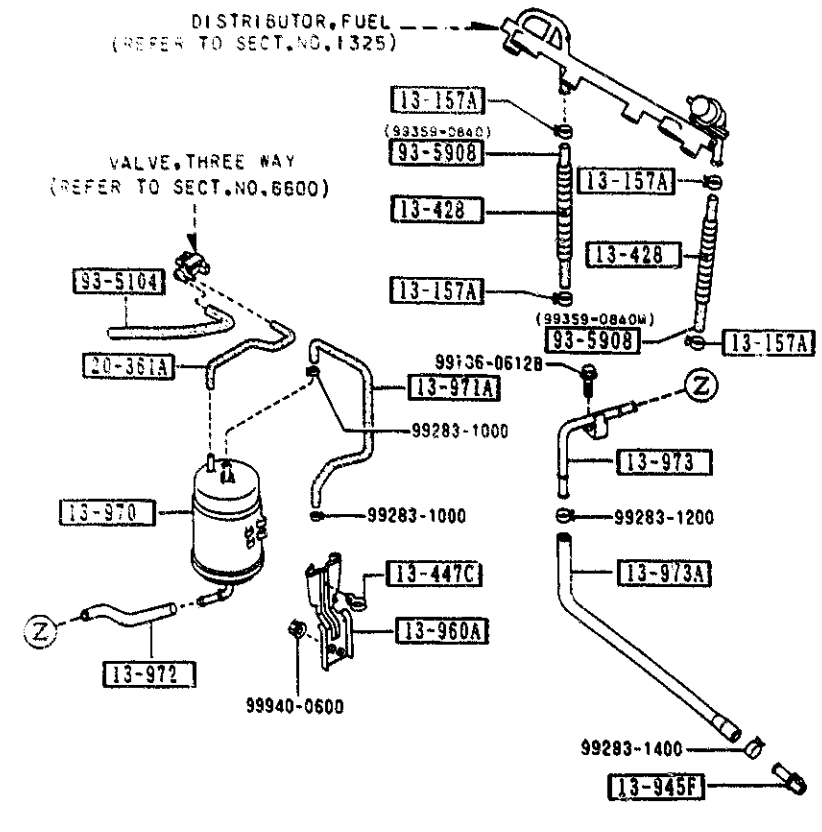 DISTRIBUTOR,FUEL
(REFER TO SECT.NO.1325)
13-157A
(99359-0840)
93-5908
VALVE,THREE WAY
(REFER TO SECT.NO.6600)
13-157A
13-428
13-428
93-5104
13-157A
(99359-0840M)
93-5908
13-157A
20-361A
99106-0612B
13-971A
Z
99283-1000
13-973
13-970
99283-1000
99283-1200
13-447C
13-973A
Z
13-960A
13-972
99940-0600
99283-1400
13-945F